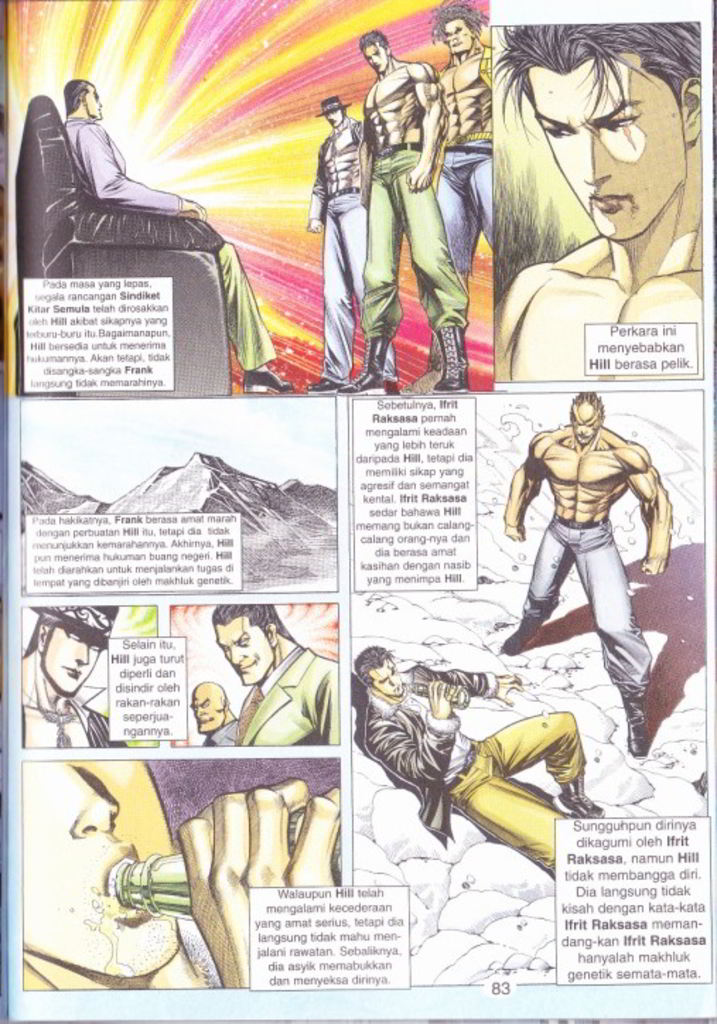 Pada masa yang lepas,
segala rancangan Sindiket
Kitar Semula telah dirosakkan
oleh Hill akibat sikapnya yang
terburu-buru itu.Bagaimanapun,
Hill bersedia untuk menerima
hukumannya. Akan tetapi, tidak
disangka-sangka Frank
langsung tidak memarahinya.
Perkara ini
menyebabkan
Hill berasa pelik.
Pada hakikatnya, Frank berasa amat marah
dengan perbuatan Hill itu, tetapi dia tidak
menunjukkan kemarahannya. Akhirnya, Hill
pun menerima hukuman buang negeri. Hill
telah diarahkan untuk menjalankan tugas di
tempat yang dibanjiri oleh makhluk genetik.
Sebetulnya, Ifrit
Raksasa pernah
mengalami keadaan
yang lebih teruk
daripada Hill, tetapi dia
memiliki sikap yang
agresif dan semangat
kental. Ifrit Raksasa
sedar bahawa Hill
memang bukan calang-
calang orang-nya dan
dia berasa amat
kasihan dengan nasib
yang menimpa Hill.
Selain itu,
Hill juga turut
diperli dan
disindir oleh
rakan-rakan
seperjua-
ngannya.
Walaupun Hill telah
mengalami kecederaan
yang amat serius, tetapi dia
langsung tidak mahu men-
jalani rawatan. Sebaliknya,
dia asyik memabukkan
dan menyeksa dirinya.
Sungguhpun dirinya
dikagumi oleh Ifrit
Raksasa, namun Hill
tidak membangga diri.
Dia langsung tidak
kisah dengan kata-kata
Ifrit Raksasa meman-
dang-kan Ifrit Raksasa
hanyalah makhluk
genetik semata-mata.
83